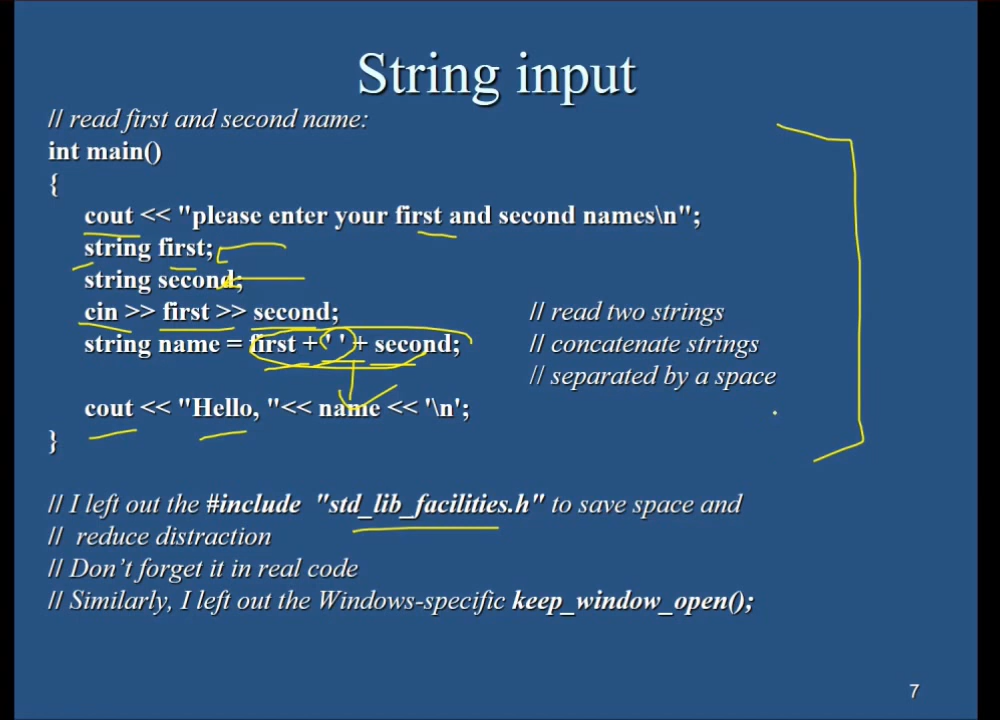 String input
// read first and second name:
int main()
{
cout << "please enter your first and second names\n";
string first;
string second;
cin >> first >> second; // read two strings
string name = first + ' ' + second; // concatenate strings
// separated by a space
cout << "Hello, "<< name << '\n';
}
// I left out the #include "std_lib_facilities.h" to save space and
// reduce distraction
// Don’t forget it in real code
// Similarly, I left out the Windows-specific keep_window_open();
7